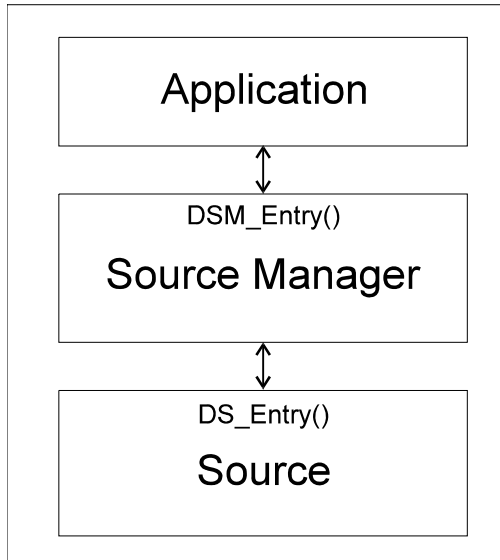 Application
DSM_Entry()
Source Manager
DS_Entry()
Source